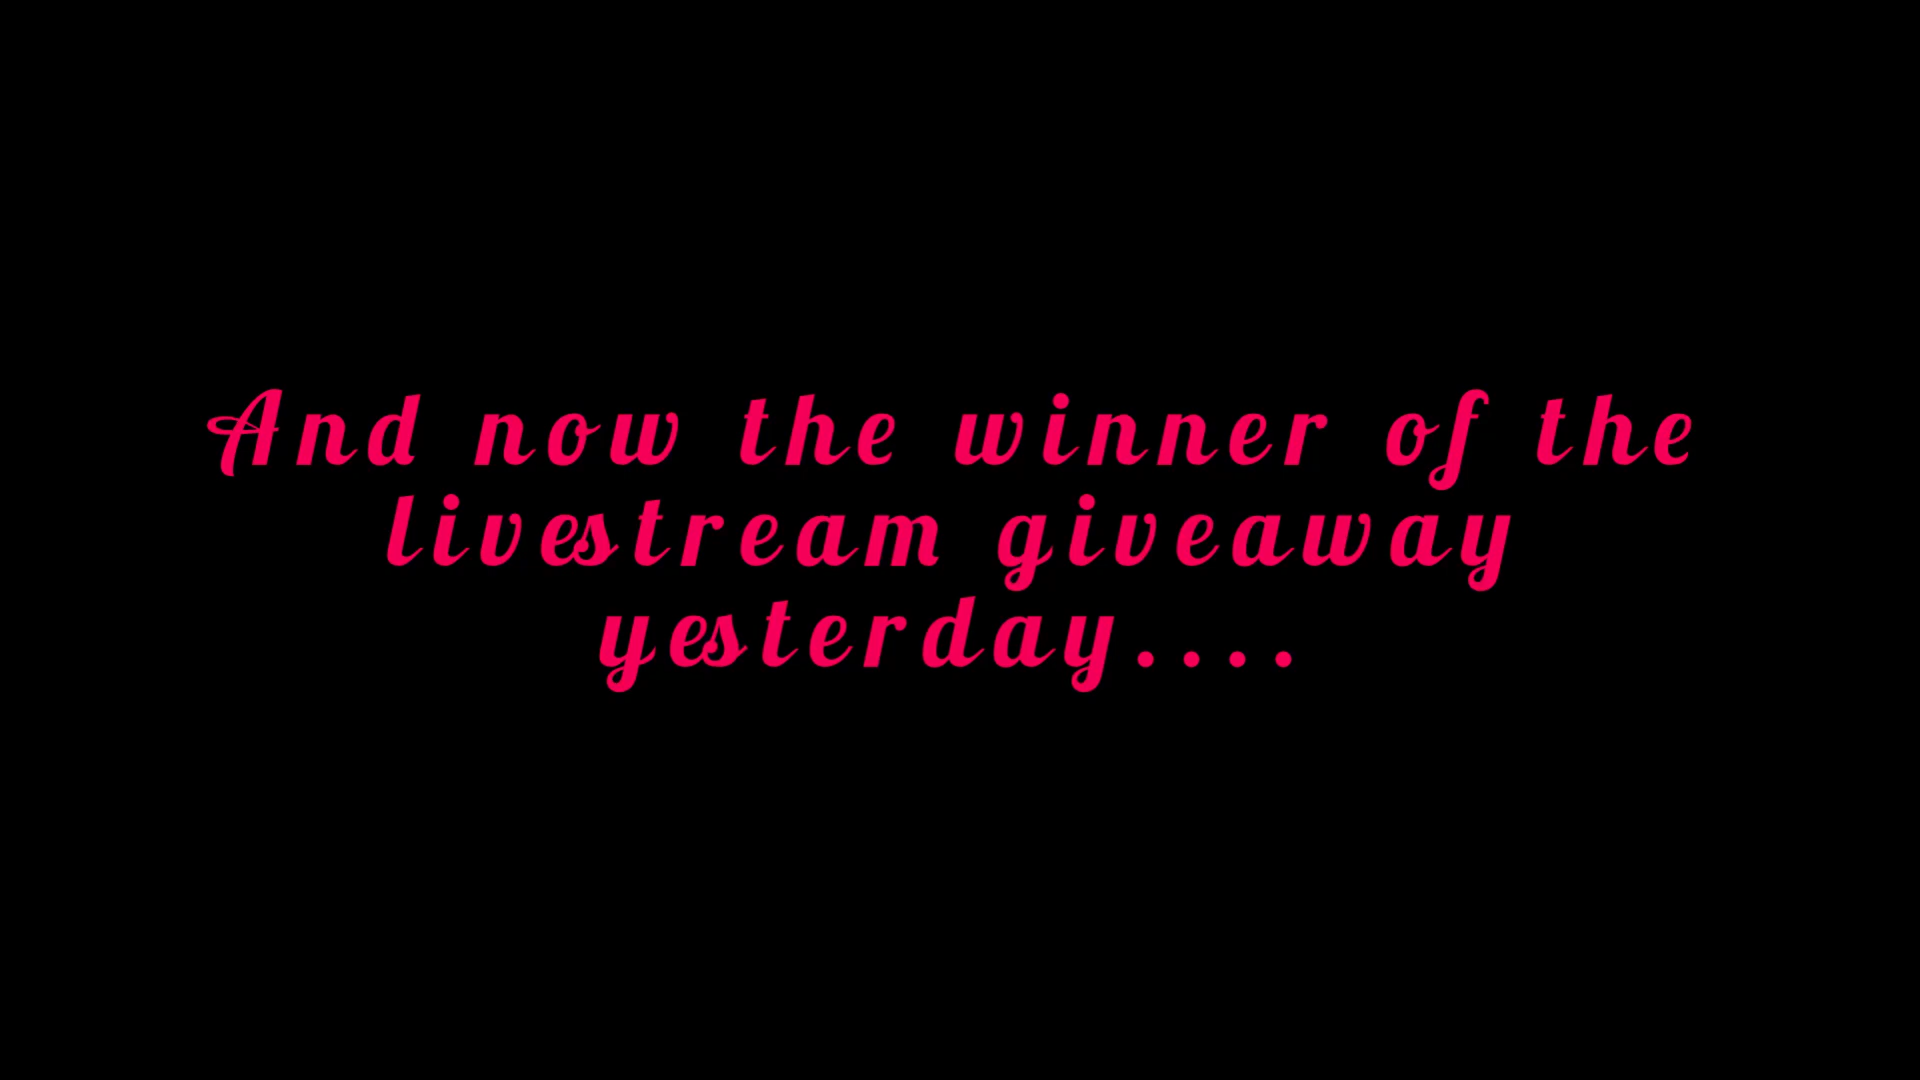 And now the winner of the
livestream giveaway
yesterday....